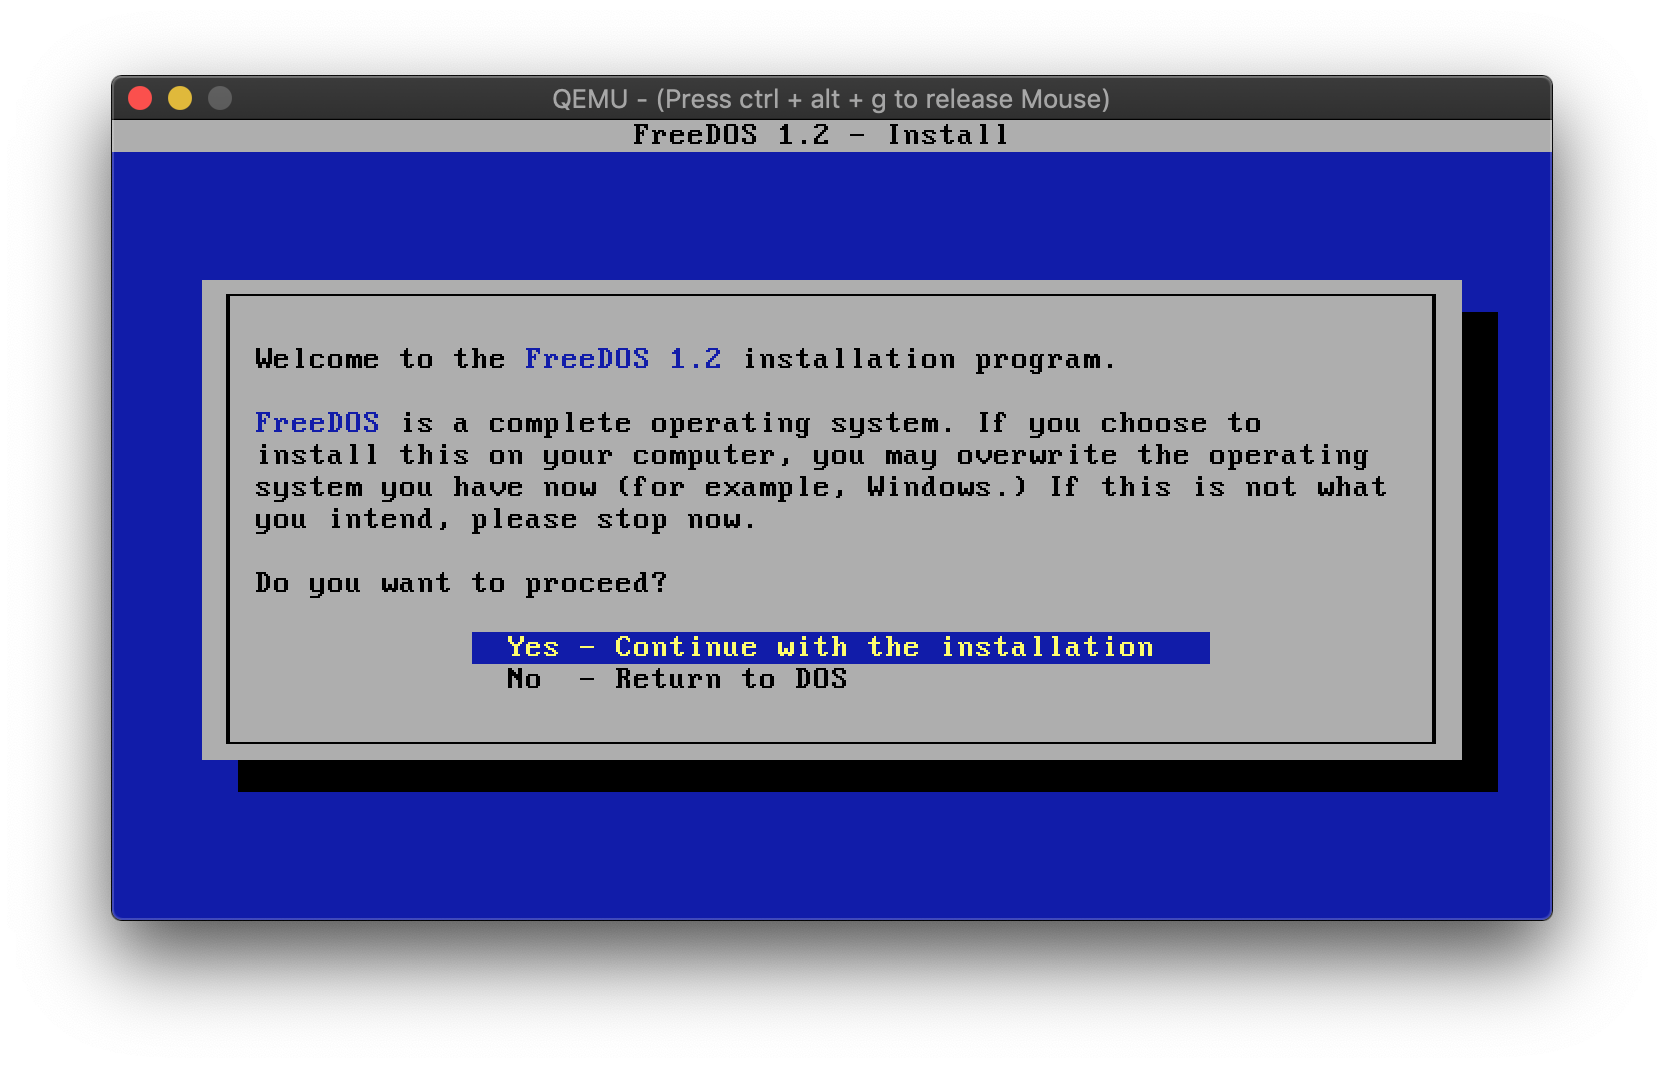 QEMU - (Press ctrl + alt + g to release Mouse)
FreeDOS 1.2 - Install
Welcome to the FreeDOS 1.2 installation program.
FreeDOS is a complete operating system. If you choose to
install this on your computer, you may overwrite the operating
system you have now (for example, Windows.) If this is not what
you intend, please stop now.
Do you want to proceed?
Yes - Continue with the installation
No  - Return to DOS